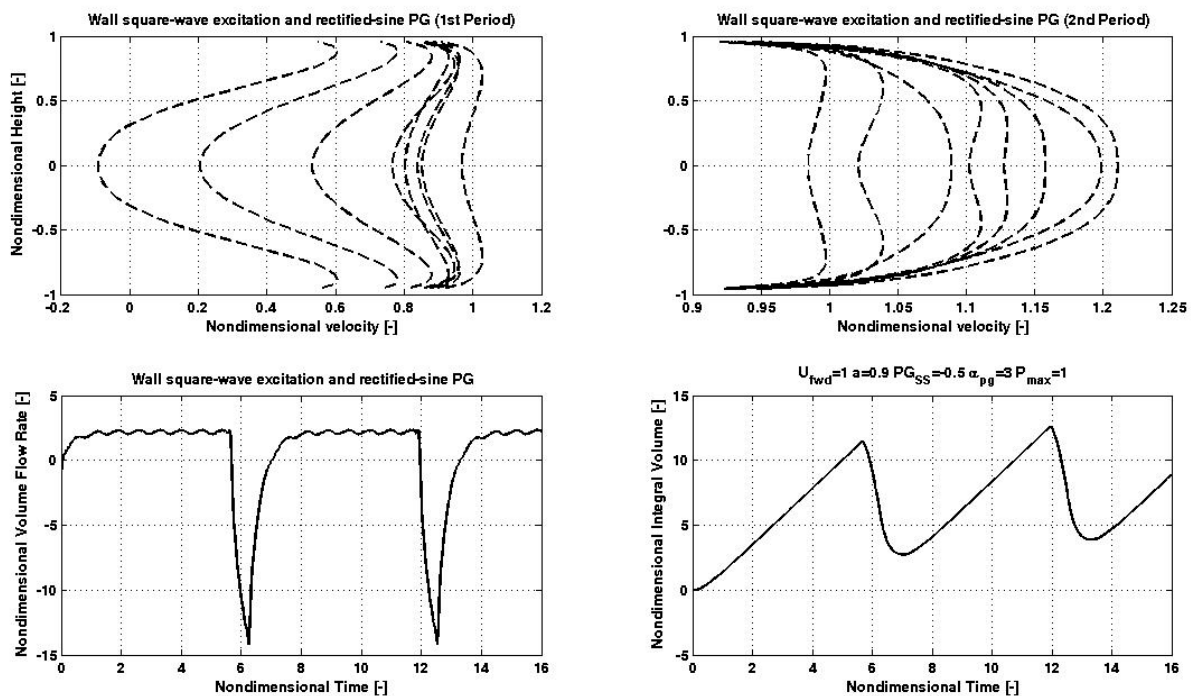 Wall square-wave excitation and rectified-sine PG (1st Period)
Nondimensional Height [-]
1
0.5
0
-0.5
-1
-0.2 0 0.2 0.4 0.6 0.8 1 1.2
Nondimensional velocity [-]
Wall square-wave excitation and rectified-sine PG (2nd Period)
1
0.5
0
-0.5
-1
0.9 0.95 1 1.05 1.1 1.15 1.2 1.25
Nondimensional velocity [-]
Wall square-wave excitation and rectified-sine PG
Nondimensional Volume Flow Rate [-]
5
0
-5
-10
-15
0 2 4 6 8 10 12 14 16
Nondimensional Time [-]
U_fwd=1 a=0.9 PG_SS=-0.5 α_pg=3 P_max=1
Nondimensional Integral Volume [-]
15
10
5
0
-5
0 2 4 6 8 10 12 14 16
Nondimensional Time [-]